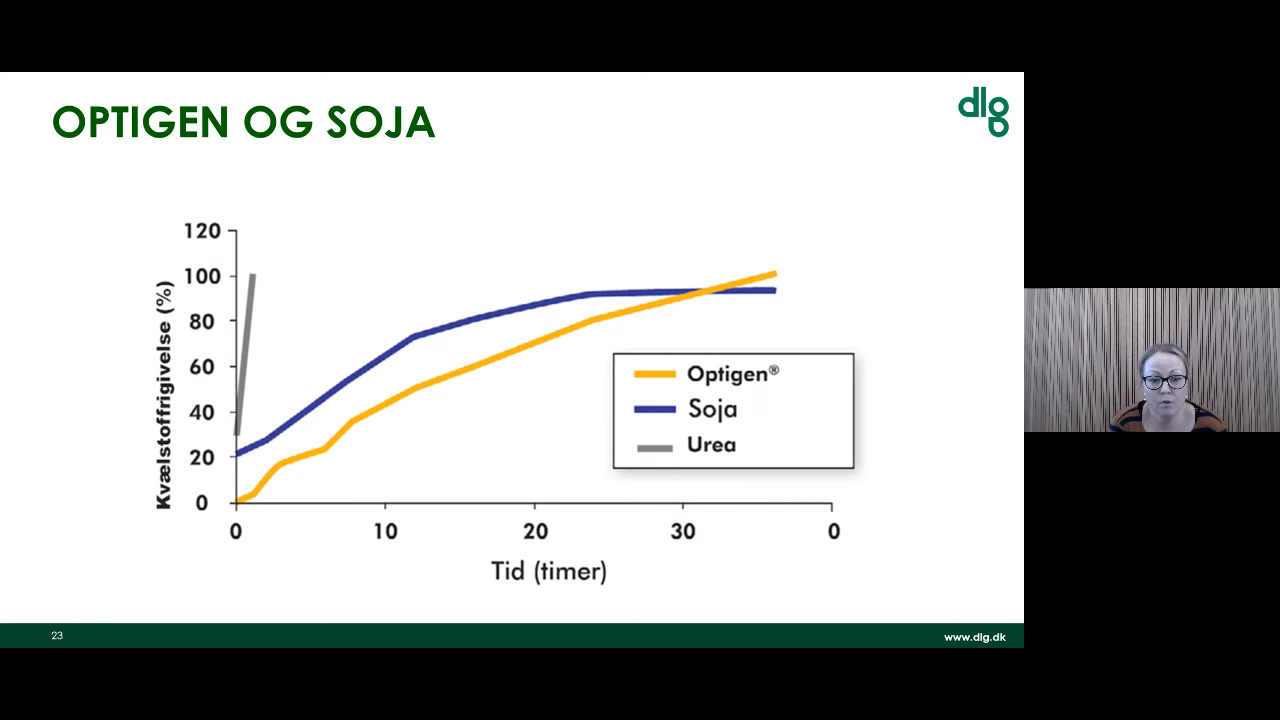 OPTIGEN OG SOJA
dlg
120
100
80
60
40
20
0
Kvælstoffrigivelse (%)
0 10 20 30 0
Tid (timer)
Optigen®
Soja
Urea
23
www.dlg.dk